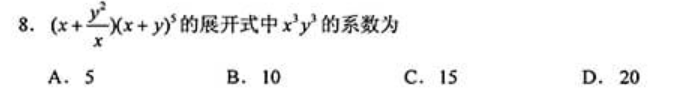 8. (x + y²/x)(x + y)⁵ 的展开式中 x³y³ 的系数为
A. 5 B. 10 C. 15 D. 20